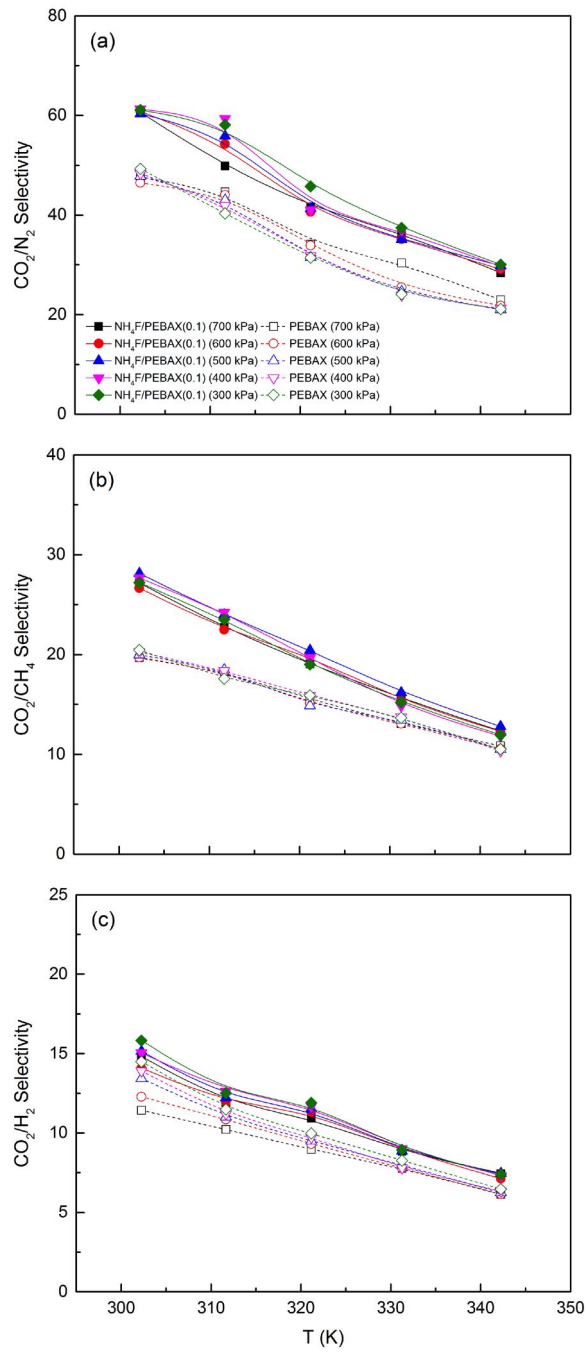 80
(a)
60
CO₂/N₂ Selectivity
40
20
NH₄F/PEBAX(0.1) (700 kPa) PEBAX (700 kPa)
NH₄F/PEBAX(0.1) (600 kPa) PEBAX (600 kPa)
NH₄F/PEBAX(0.1) (500 kPa) PEBAX (500 kPa)
NH₄F/PEBAX(0.1) (400 kPa) PEBAX (400 kPa)
NH₄F/PEBAX(0.1) (300 kPa) PEBAX (300 kPa)
0
40
(b)
30
CO₂/CH₄ Selectivity
20
10
0
25
(c)
20
CO₂/H₂ Selectivity
15
10
5
0
300 310 320 330 340 350
T (K)